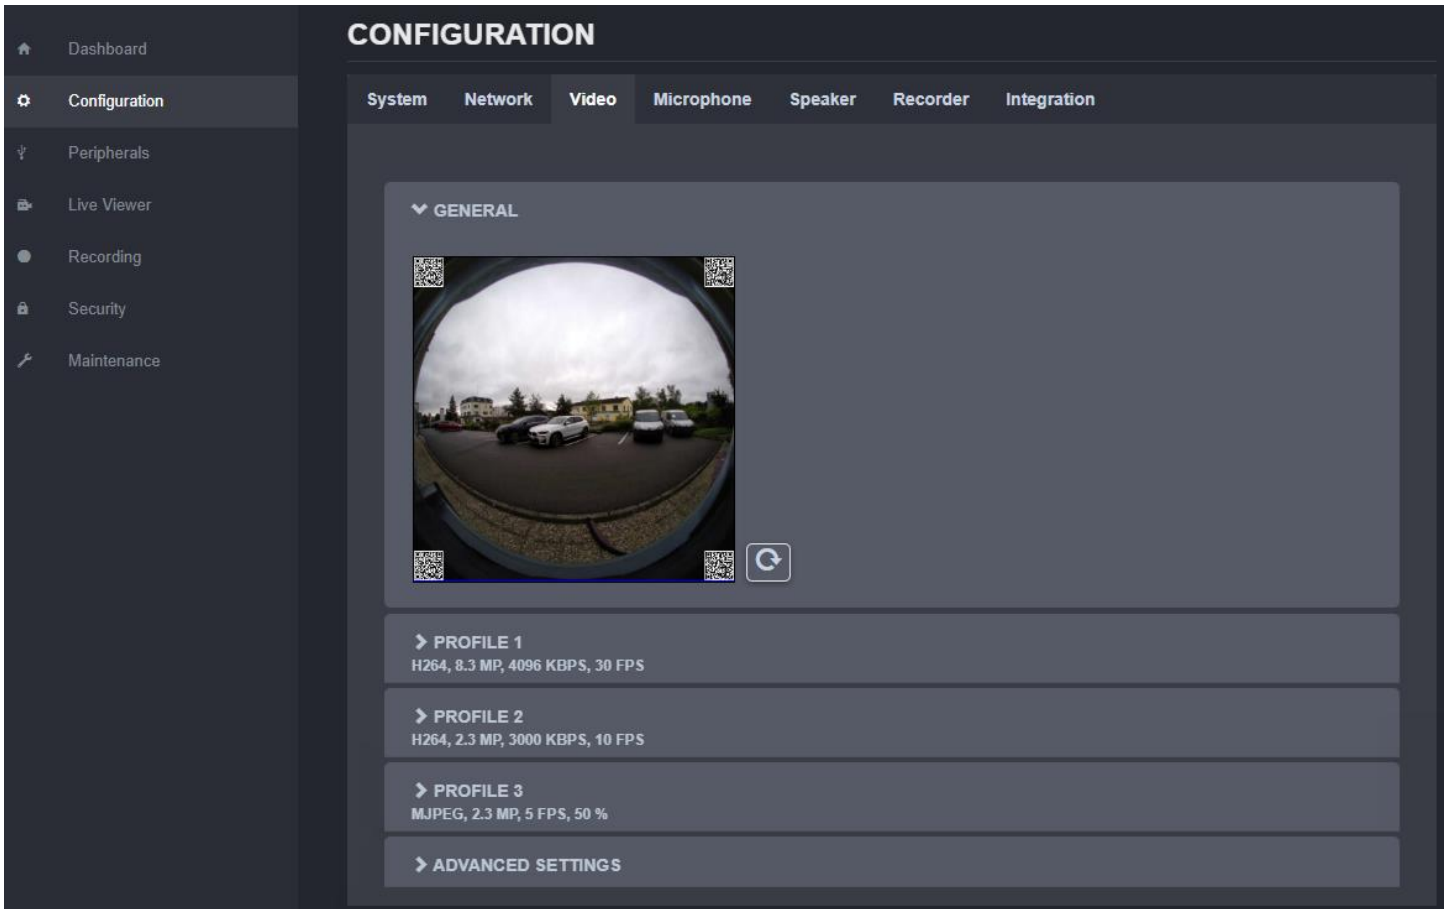 CONFIGURATION
Dashboard
Configuration
Peripherals
Live Viewer
Recording
Security
Maintenance
System Network Video Microphone Speaker Recorder Integration
GENERAL
PROFILE 1
H264, 8.3 MP, 4096 KBPS, 30 FPS
PROFILE 2
H264, 2.3 MP, 3000 KBPS, 10 FPS
PROFILE 3
MJPEG, 2.3 MP, 5 FPS, 50 %
ADVANCED SETTINGS